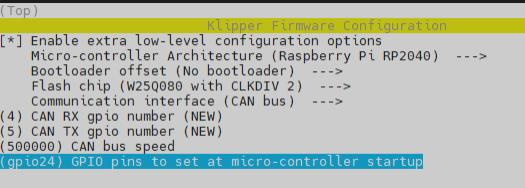 (Top)
Klipper Firmware Configuration
[*] Enable extra low-level configuration options
Micro-controller Architecture (Raspberry Pi RP2040) --->
Bootloader offset (No bootloader) --->
Flash chip (W25Q080 with CLKDIV 2) --->
Communication interface (CAN bus) --->
(4) CAN RX gpio number (NEW)
(5) CAN TX gpio number (NEW)
(500000) CAN bus speed
(gpio24) GPIO pins to set at micro-controller startup